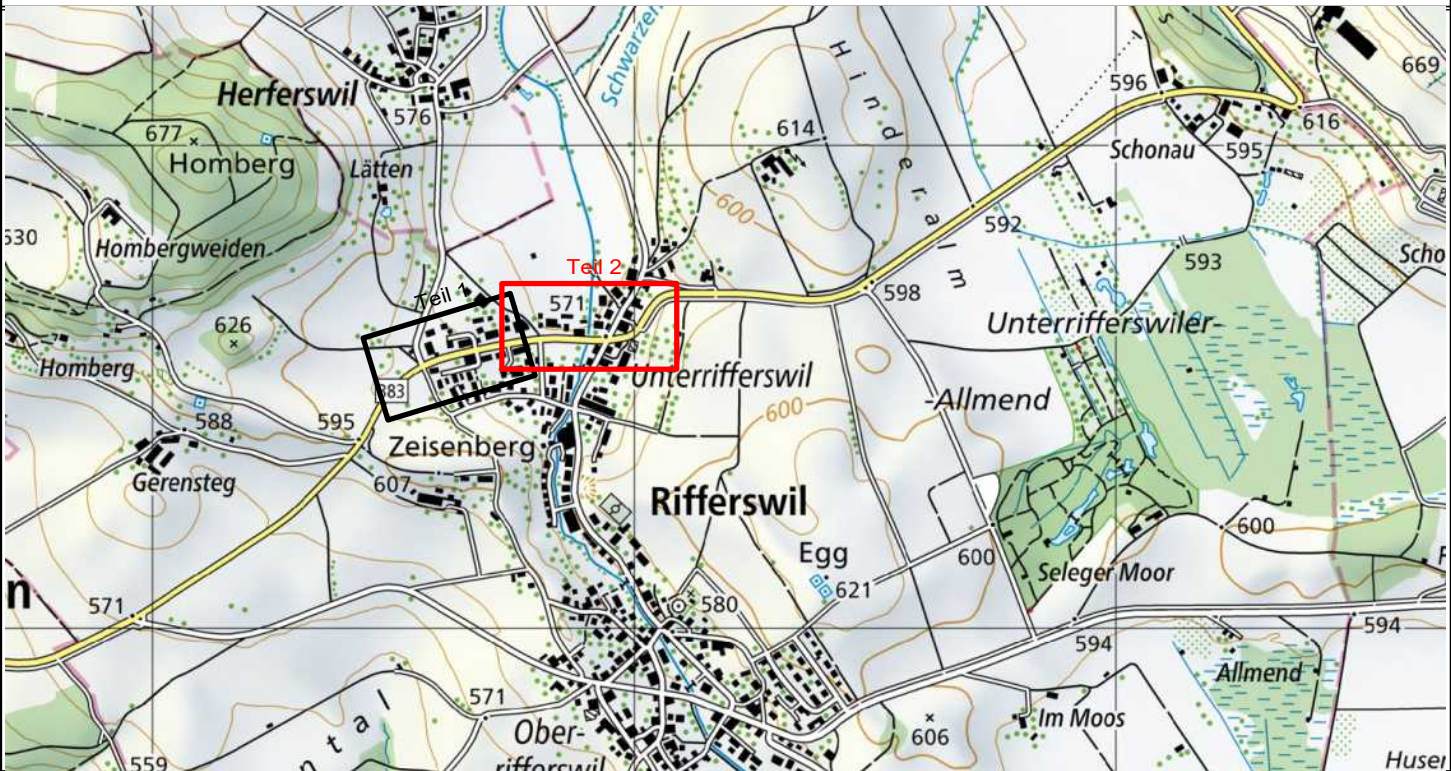 Schwarzen
Hinderalm
669
Herferswil
576
596
616
677
Homberg
614
Lätten
Schonau
595
600
592
530
Hombergweiden
593
Scho
Teil 2
Teil 1
571
598
626
Unterrifferswiler-
Homberg
Unterrifferswil
383
-Allmend
600
588
595
Zeisenberg
Gerensteg
607
Rifferswil
600
Egg
600
n
Seleger Moor
571
580
621
594
594
Allmend
571
Ober-
rifferswil
Im Moos
606
ntal
559
Huser